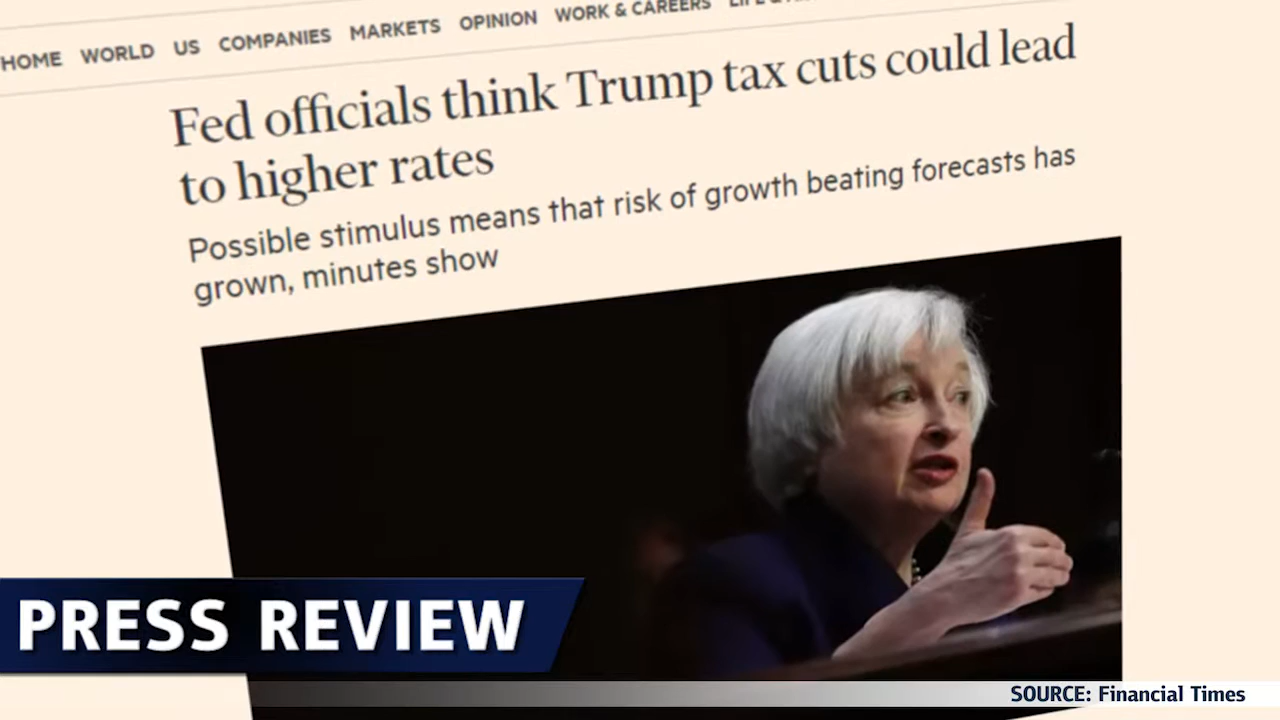 HOME WORLD US COMPANIES MARKETS OPINION WORK & CAREERS
Fed officials think Trump tax cuts could lead
to higher rates
Possible stimulus means that risk of growth beating forecasts has
grown, minutes show
PRESS REVIEW
SOURCE: Financial Times